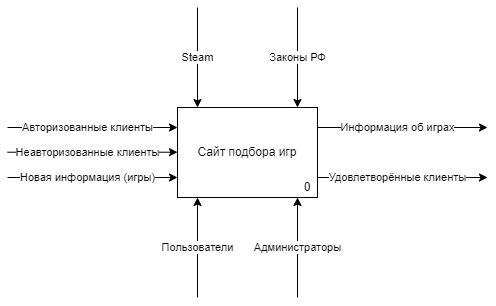 Steam
Законы РФ
Авторизованные клиенты
Неавторизованные клиенты
Новая информация (игры)
Сайт подбора игр
0
Информация об играх
Удовлетворённые клиенты
Пользователи
Администраторы